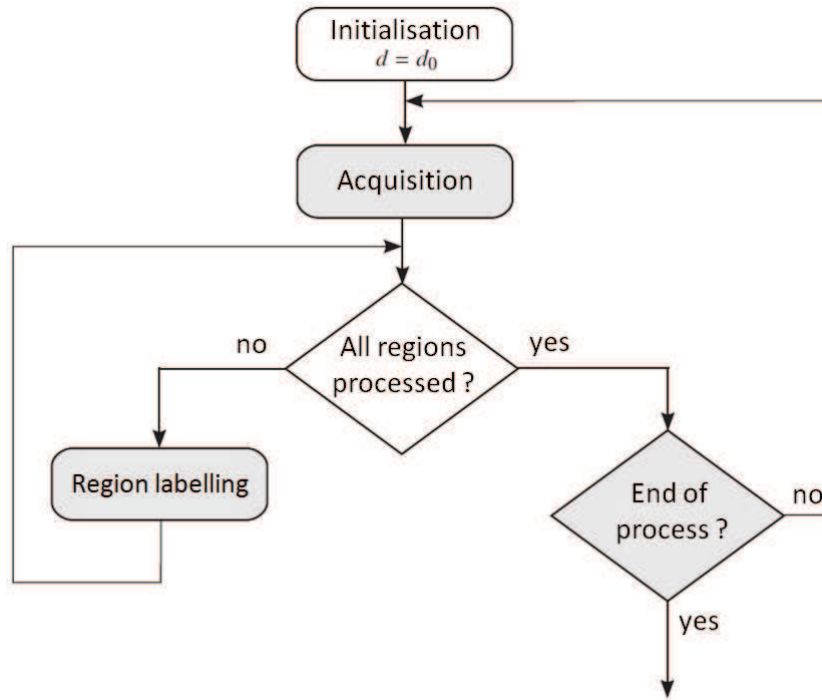 Initialisation
d = d₀
Acquisition
no
All regions
processed ?
yes
Region labelling
End of
process ?
no
yes